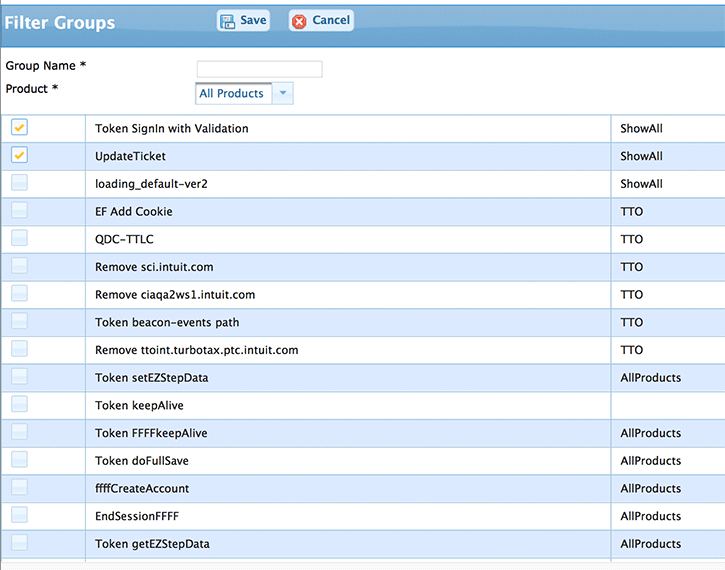 Filter Groups Save Cancel
Group Name *
Product * All Products
Token SignIn with Validation ShowAll
UpdateTicket ShowAll
loading_default-ver2 ShowAll
EF Add Cookie TTO
QDC-TTLC TTO
Remove sci.intuit.com TTO
Remove ciaqa2ws1.intuit.com TTO
Token beacon-events path TTO
Remove ttoint.turbotax.ptc.intuit.com TTO
Token setEZStepData AllProducts
Token keepAlive
Token FFFFkeepAlive AllProducts
Token doFullSave AllProducts
ffffCreateAccount AllProducts
EndSessionFFFF AllProducts
Token getEZStepData AllProducts